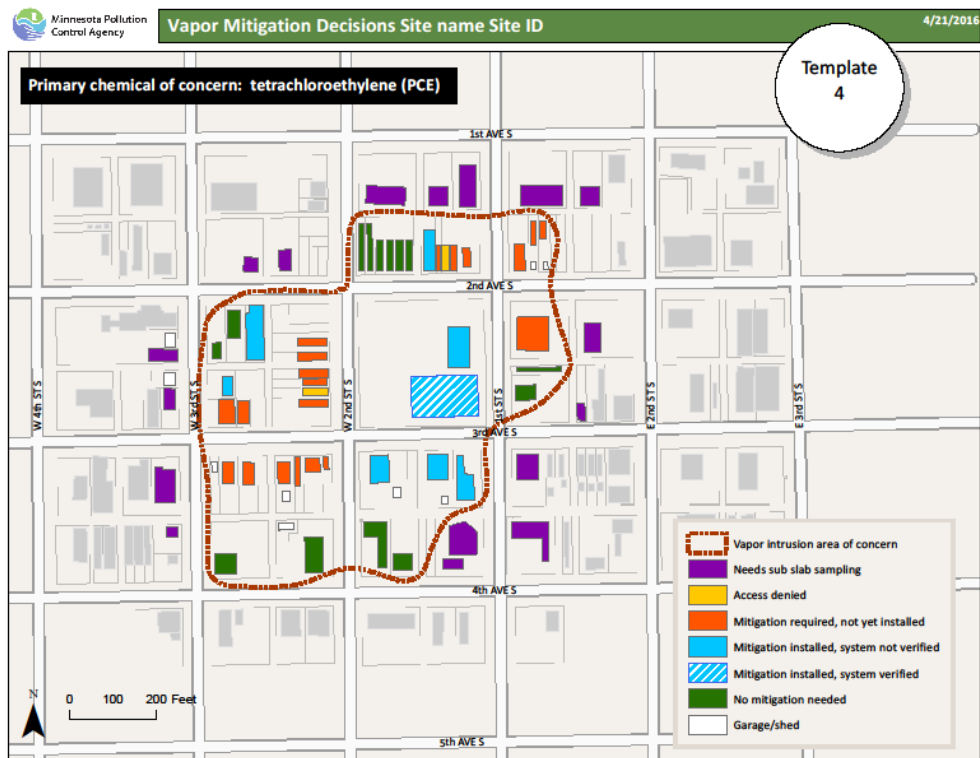 Minnesota Pollution
Control Agency
Vapor Mitigation Decisions Site name Site ID
4/21/2016
Primary chemical of concern:  tetrachloroethylene (PCE)
Template
4
1st AVE S
2nd AVE S
W 4th ST S
W 3rd ST S
W 2nd ST S
1st ST S
E 2nd ST S
E 3rd ST S
3rd AVE S
4th AVE S
5th AVE S
Vapor intrusion area of concern
Needs sub slab sampling
Access denied
Mitigation required, not yet installed
Mitigation installed, system not verified
Mitigation installed, system verified
No mitigation needed
Garage/shed
N
0 100 200 Feet